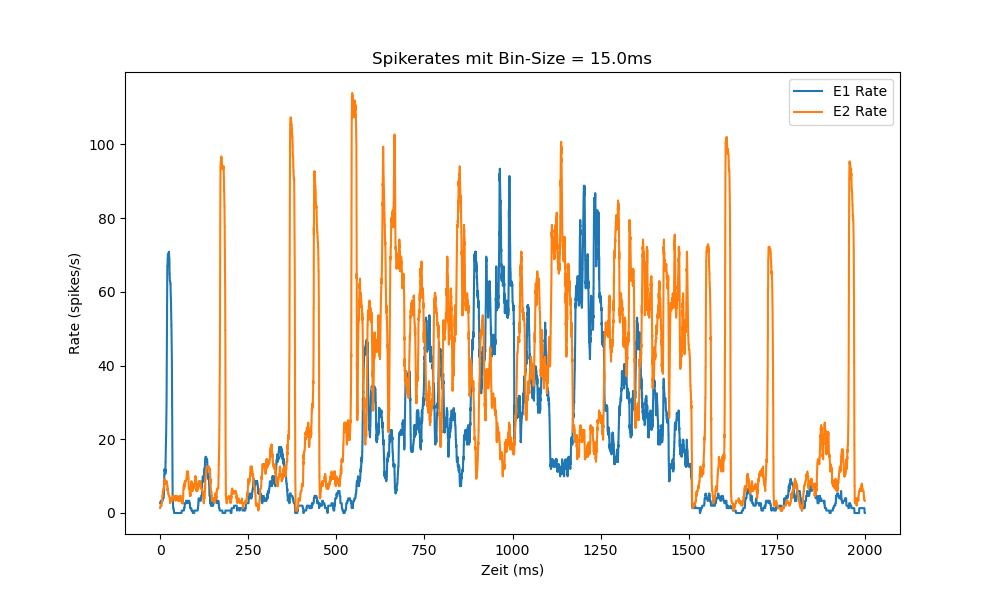 Spikerates mit Bin-Size = 15.0ms
E1 Rate
E2 Rate
Rate (spikes/s)
100
80
60
40
20
0
0 250 500 750 1000 1250 1500 1750 2000
Zeit (ms)